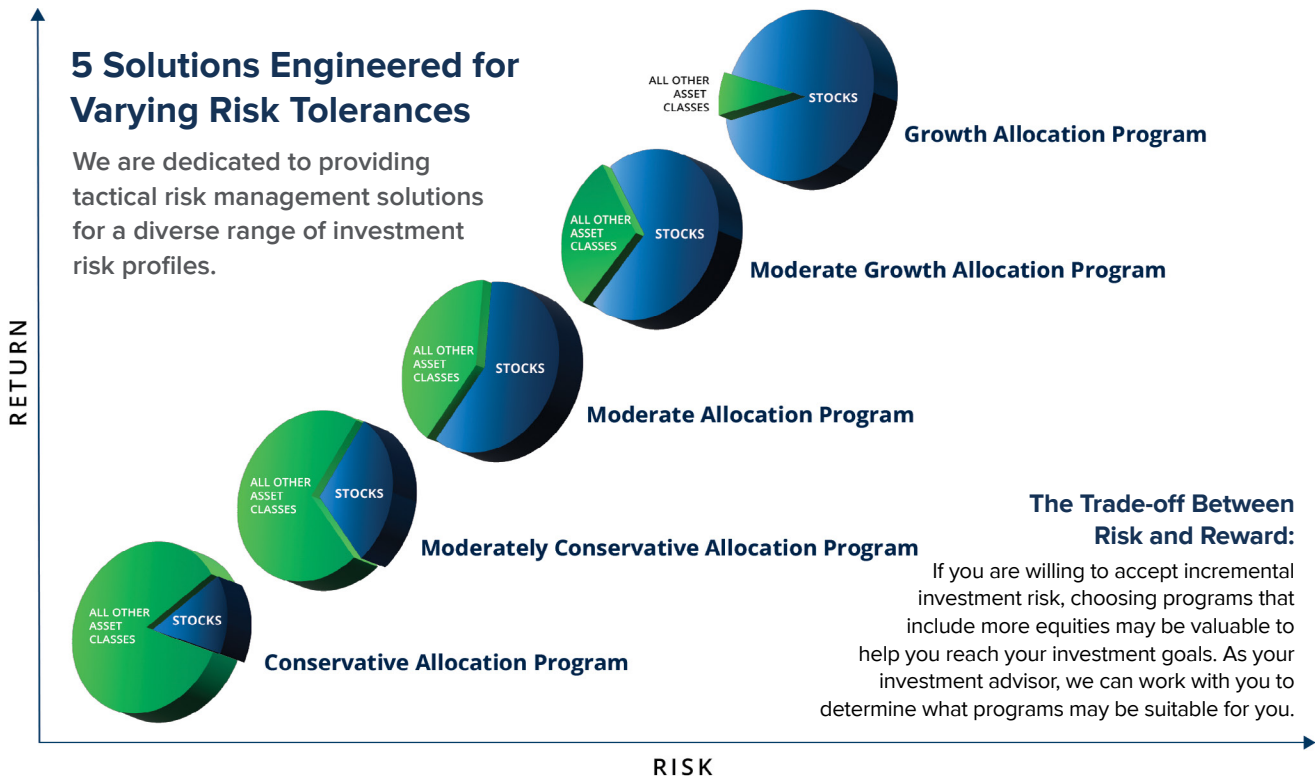 5 Solutions Engineered for
Varying Risk Tolerances
We are dedicated to providing
tactical risk management solutions
for a diverse range of investment
risk profiles.
ALL OTHER
ASSET
CLASSES
STOCKS
Growth Allocation Program
ALL OTHER
ASSET
CLASSES
STOCKS
Moderate Growth Allocation Program
ALL OTHER
ASSET
CLASSES
STOCKS
Moderate Allocation Program
ALL OTHER
ASSET
CLASSES
STOCKS
Moderately Conservative Allocation Program
ALL OTHER
ASSET
CLASSES
STOCKS
Conservative Allocation Program
The Trade-off Between
Risk and Reward:
If you are willing to accept incremental
investment risk, choosing programs that
include more equities may be valuable to
help you reach your investment goals. As your
investment advisor, we can work with you to
determine what programs may be suitable for you.
RETURN
RISK